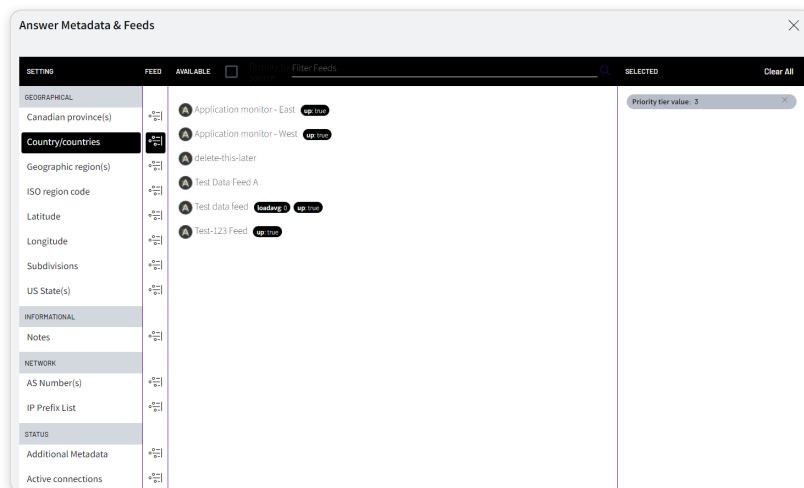 Answer Metadata & Feeds
SETTING FEED AVAILABLE Filter Feeds SELECTED Clear All
GEOGRAPHICAL
Canadian province(s)
Country/countries
Geographic region(s)
ISO region code
Latitude
Longitude
Subdivisions
US State(s)
INFORMATIONAL
Notes
NETWORK
AS Number(s)
IP Prefix List
STATUS
Additional Metadata
Active connections
A Application monitor - East up: true
A Application monitor - West up: true
A delete-this-later
A Test Data Feed A
A Test data feed loadavg: 0 up: true
A Test-123 Feed up: true
Priority tier value: 3